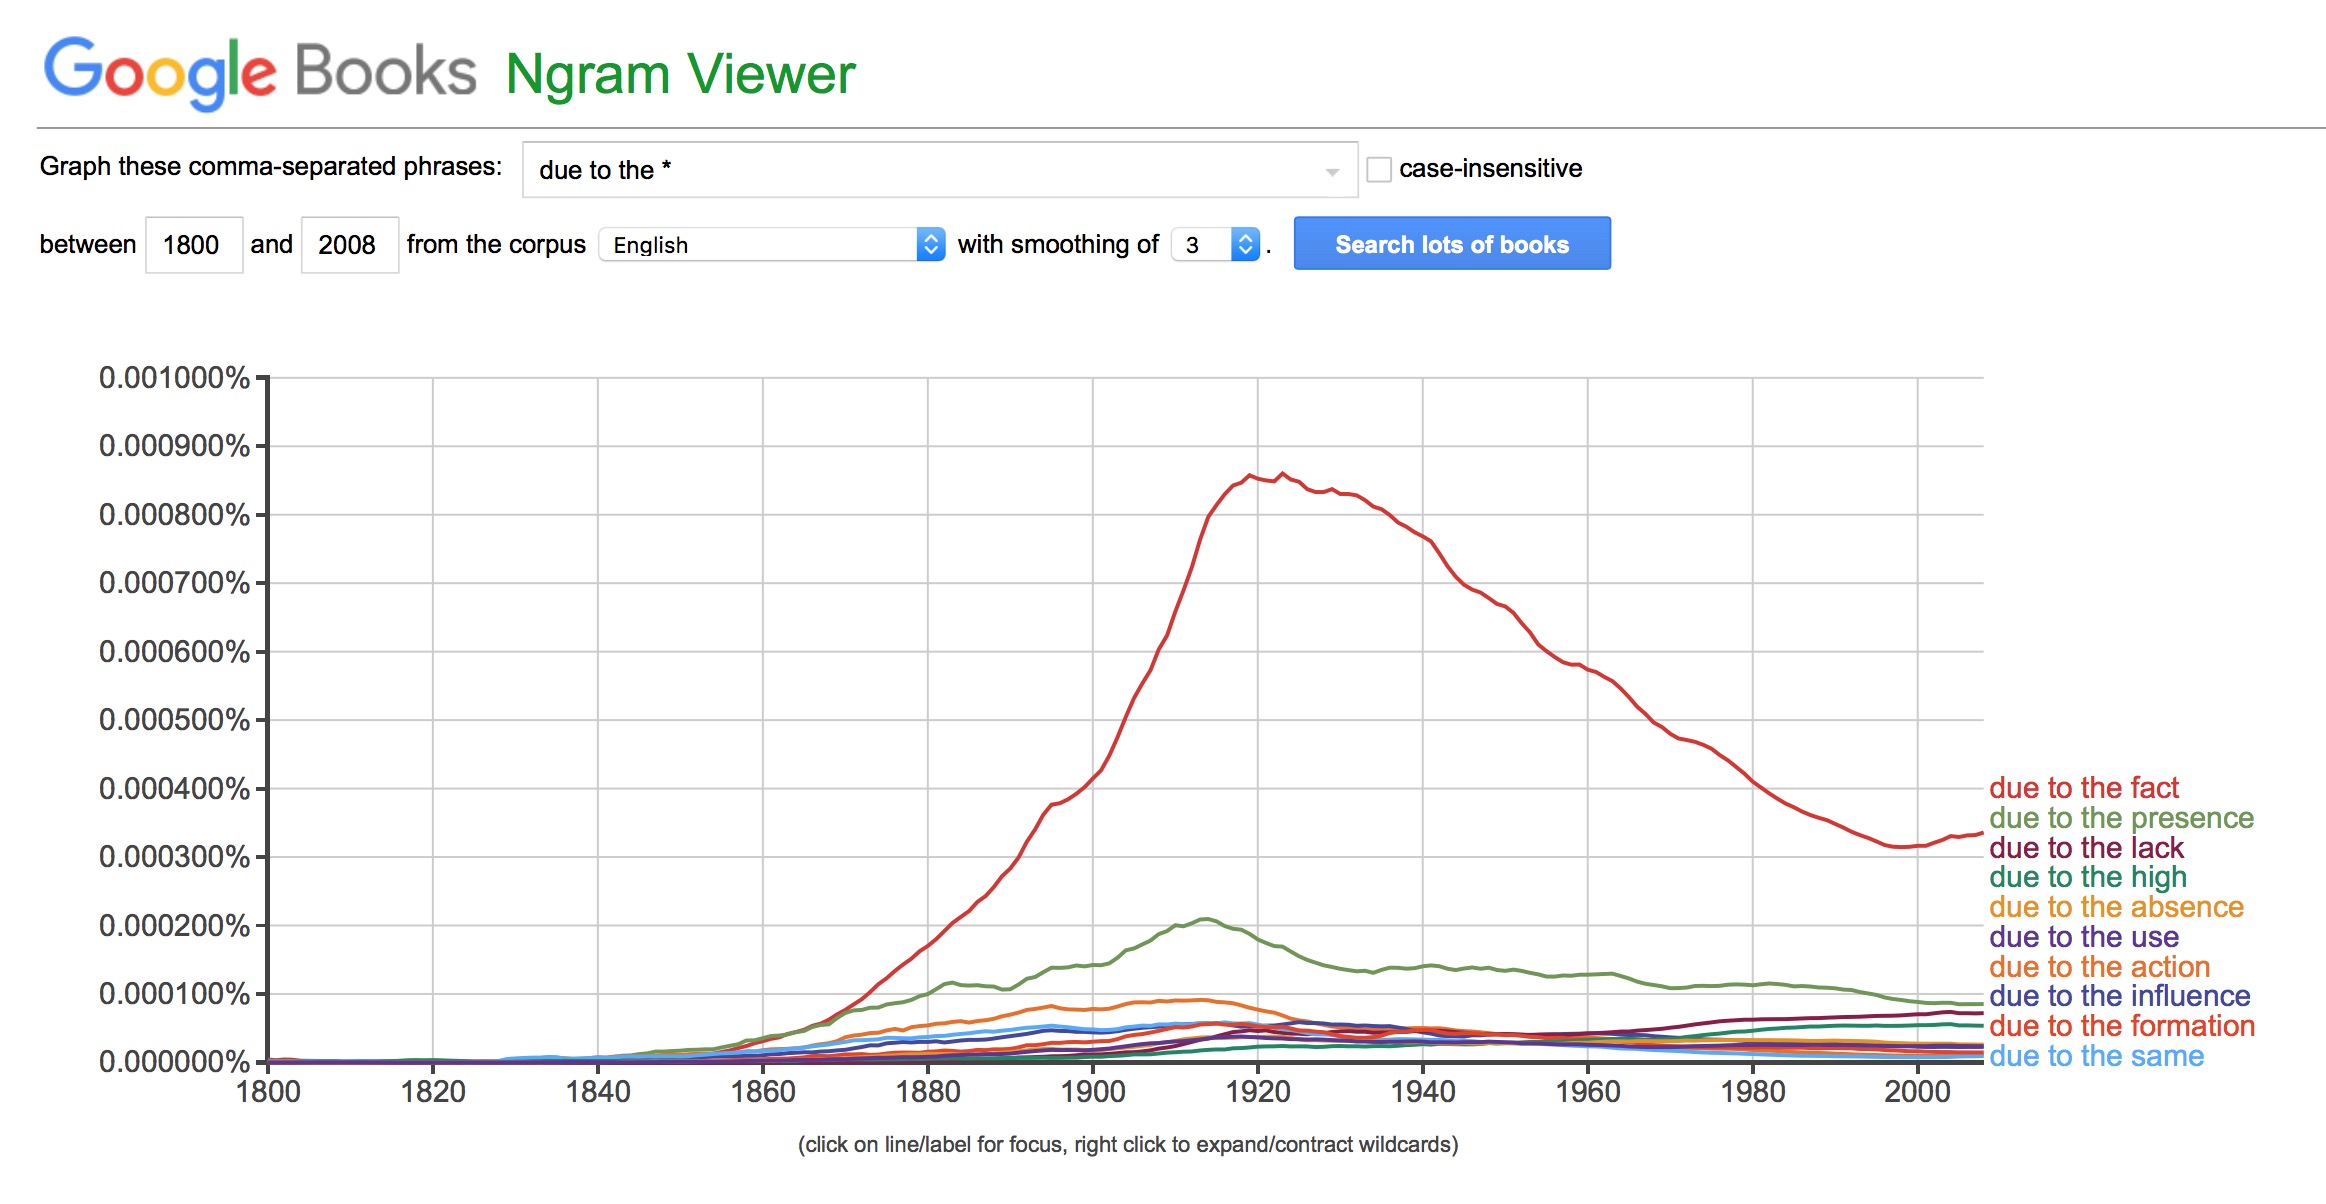 Google Books Ngram Viewer
Graph these comma-separated phrases: due to the * case-insensitive
between 1800 and 2008 from the corpus English with smoothing of 3 . Search lots of books
0.001000%
0.000900%
0.000800%
0.000700%
0.000600%
0.000500%
0.000400%
0.000300%
0.000200%
0.000100%
0.000000%
due to the fact
due to the presence
due to the lack
due to the high
due to the absence
due to the use
due to the action
due to the influence
due to the formation
due to the same
1800 1820 1840 1860 1880 1900 1920 1940 1960 1980 2000
(click on line/label for focus, right click to expand/contract wildcards)